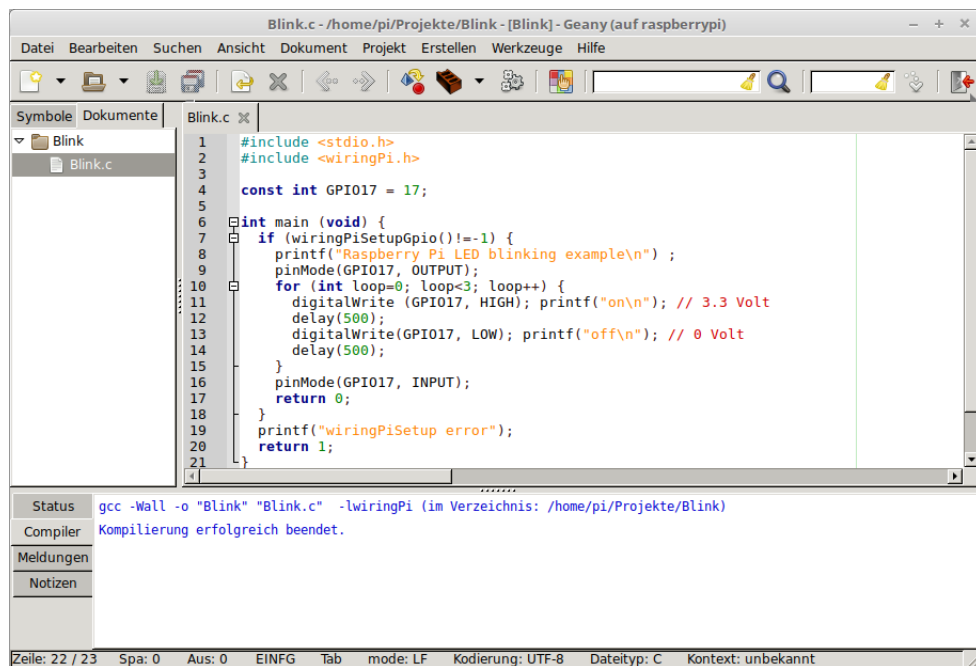 Blink.c - /home/pi/Projekte/Blink - [Blink] - Geany (auf raspberrypi)
Datei Bearbeiten Suchen Ansicht Dokument Projekt Erstellen Werkzeuge Hilfe
Symbole Dokumente Blink.c
Blink
Blink.c
1 #include <stdio.h>
2 #include <wiringPi.h>
3
4 const int GPIO17 = 17;
5
6 int main (void) {
7 if (wiringPiSetupGpio()!=-1) {
8 printf("Raspberry Pi LED blinking example\n") ;
9 pinMode(GPIO17, OUTPUT);
10 for (int loop=0; loop<3; loop++) {
11 digitalWrite (GPIO17, HIGH); printf("on\n"); // 3.3 Volt
12 delay(500);
13 digitalWrite(GPIO17, LOW); printf("off\n"); // 0 Volt
14 delay(500);
15 }
16 pinMode(GPIO17, INPUT);
17 return 0;
18 }
19 printf("wiringPiSetup error");
20 return 1;
21 }
Status
Compiler
Meldungen
Notizen
gcc -Wall -o "Blink" "Blink.c"  -lwiringPi (im Verzeichnis: /home/pi/Projekte/Blink)
Kompilierung erfolgreich beendet.
Zeile: 22 / 23 Spa: 0 Aus: 0 EINFG Tab mode: LF Kodierung: UTF-8 Dateityp: C Kontext: unbekannt